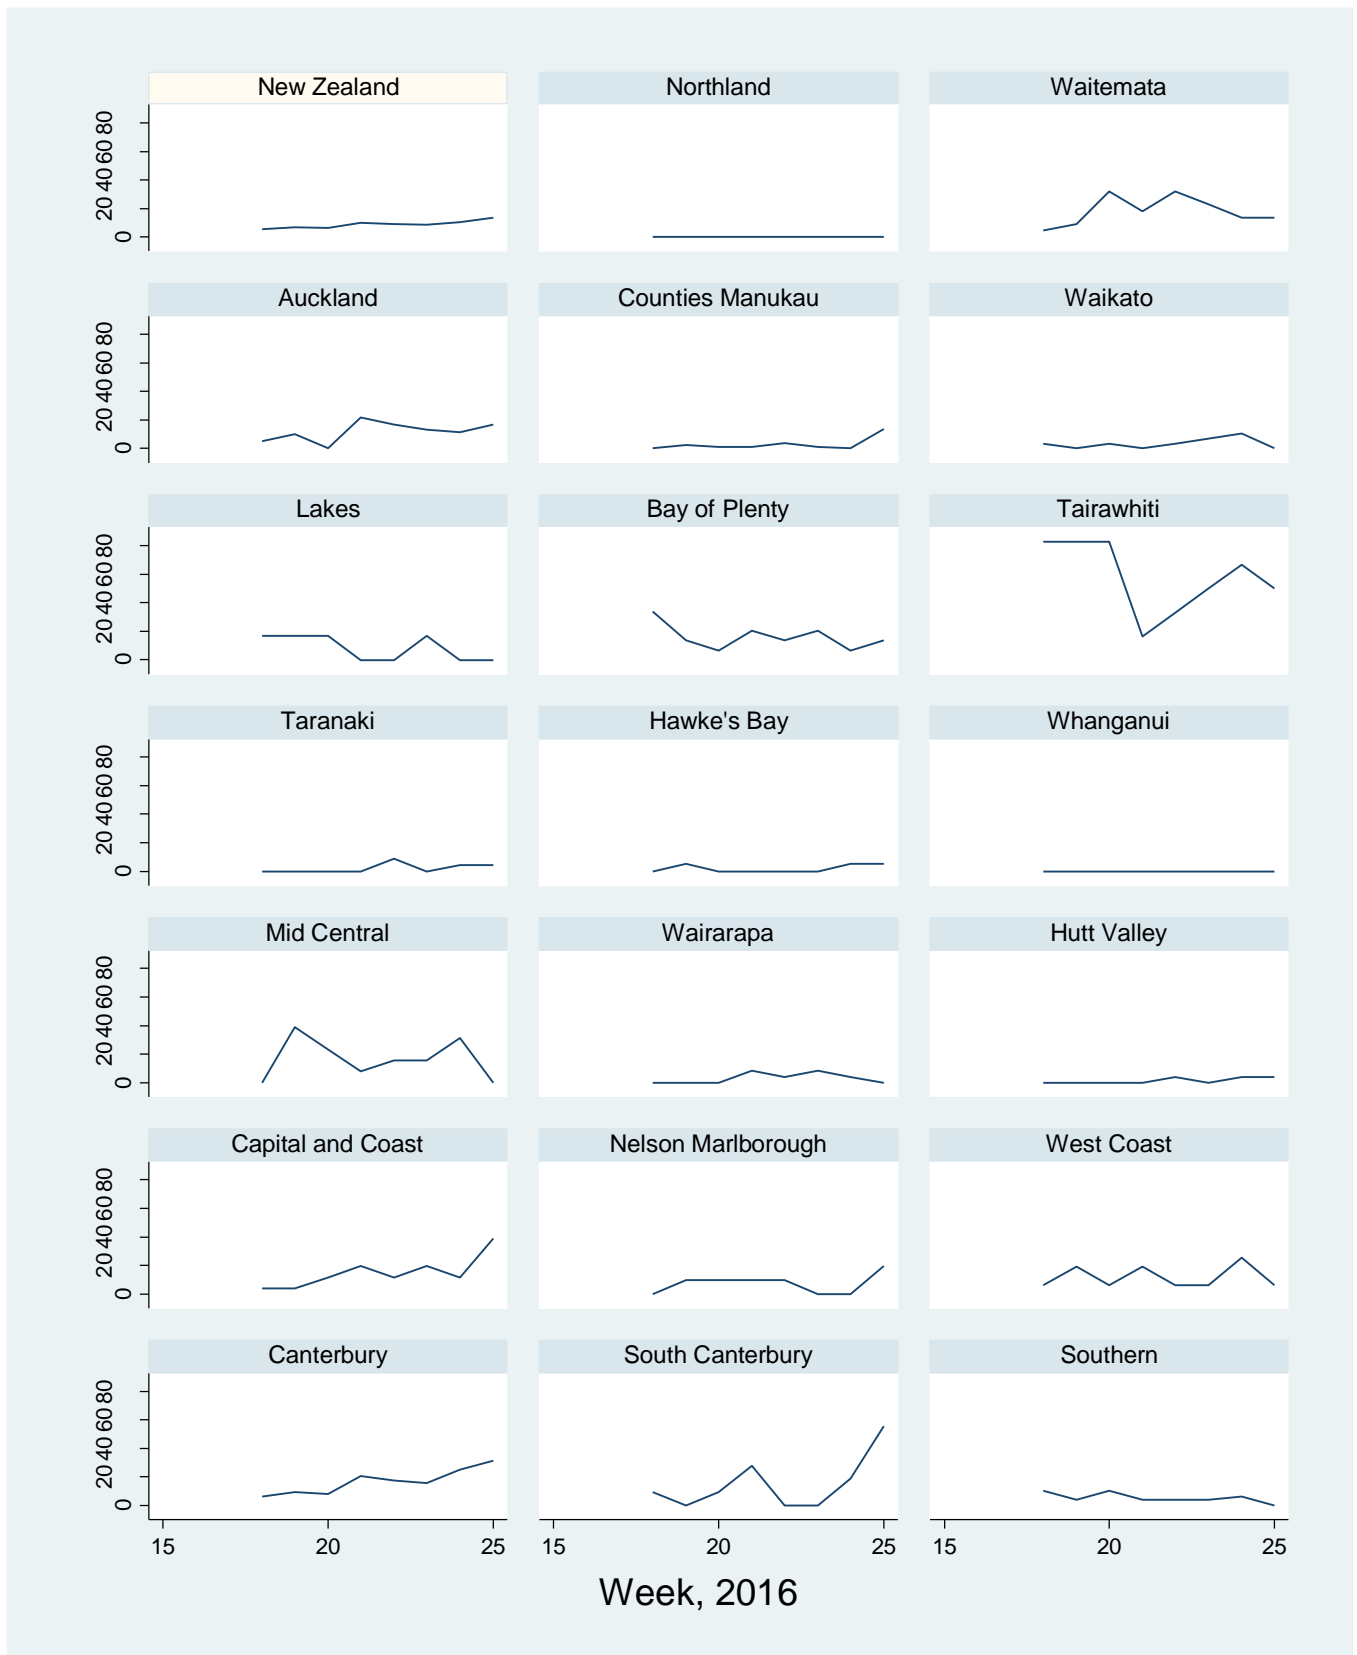 New Zealand Northland Waitemata
0 20 40 60 80
Auckland Counties Manukau Waikato
0 20 40 60 80
Lakes Bay of Plenty Tairawhiti
0 20 40 60 80
Taranaki Hawke's Bay Whanganui
0 20 40 60 80
Mid Central Wairarapa Hutt Valley
0 20 40 60 80
Capital and Coast Nelson Marlborough West Coast
0 20 40 60 80
Canterbury South Canterbury Southern
0 20 40 60 80
15 20 25 15 20 25 15 20 25
Week, 2016